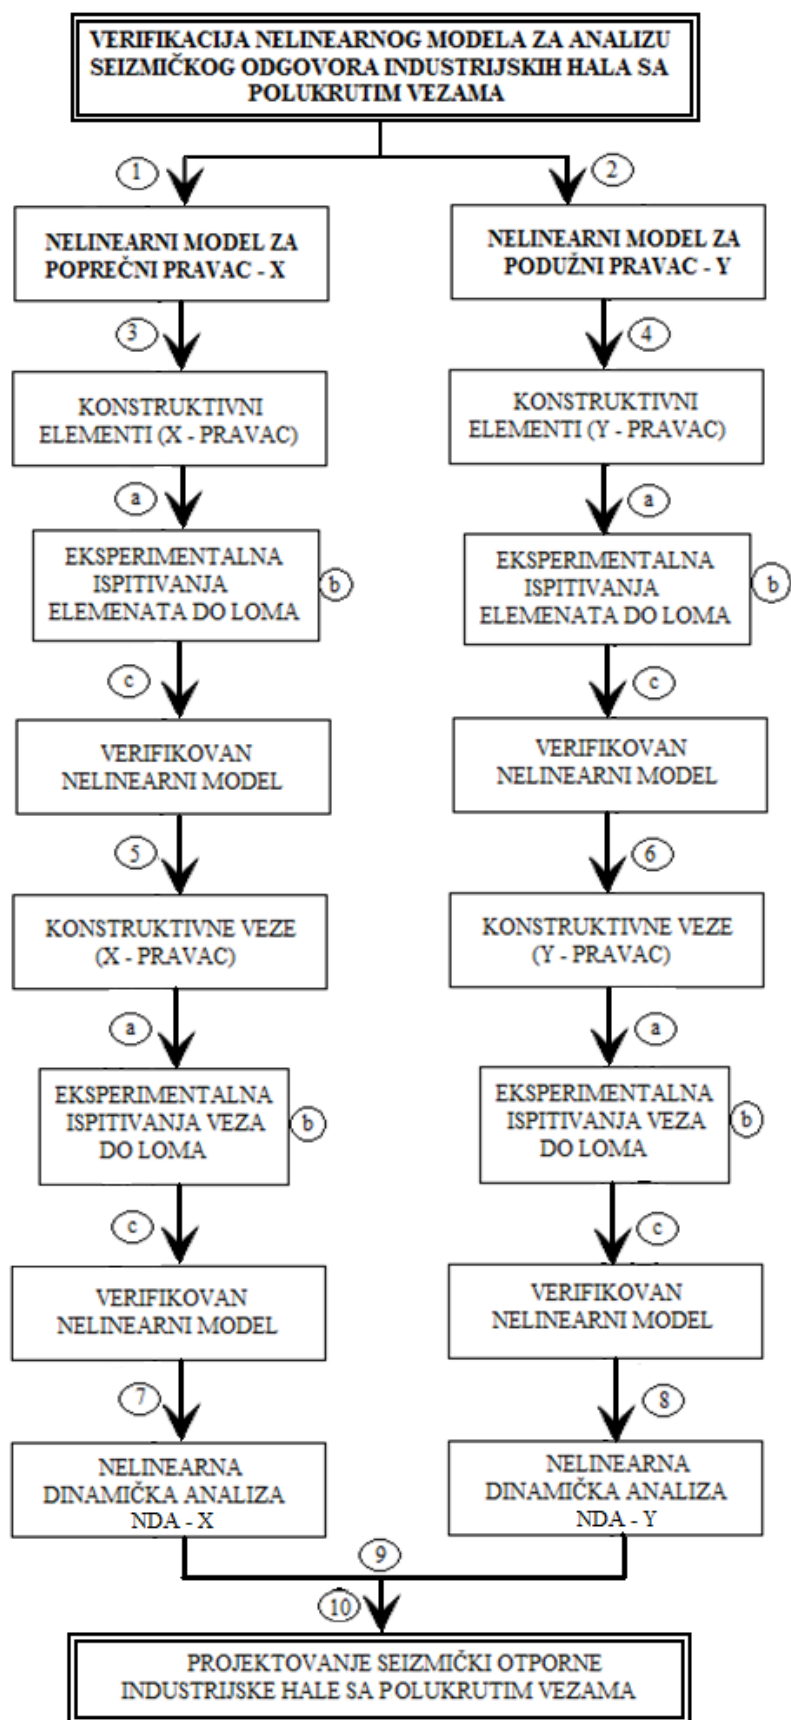 VERIFIKACIJA NELINEARNOG MODELA ZA ANALIZU
SEIZMIČKOG ODGOVORA INDUSTRIJSKIH HALA SA
POLUKRUTIM VEZAMA
1
2
NELINEARNI MODEL ZA
POPREČNI PRAVAC - X
NELINEARNI MODEL ZA
PODUŽNI PRAVAC - Y
3
4
KONSTRUKTIVNI
ELEMENTI (X - PRAVAC)
KONSTRUKTIVNI
ELEMENTI (Y - PRAVAC)
a
a
EKSPERIMENTALNA
ISPITIVANJA
ELEMENATA DO LOMA
b
EKSPERIMENTALNA
ISPITIVANJA
ELEMENATA DO LOMA
b
c
c
VERIFIKOVAN
NELINEARNI MODEL
VERIFIKOVAN
NELINEARNI MODEL
5
6
KONSTRUKTIVNE VEZE
(X - PRAVAC)
KONSTRUKTIVNE VEZE
(Y - PRAVAC)
a
a
EKSPERIMENTALNA
ISPITIVANJA VEZA
DO LOMA
b
EKSPERIMENTALNA
ISPITIVANJA VEZA
DO LOMA
b
c
c
VERIFIKOVAN
NELINEARNI MODEL
VERIFIKOVAN
NELINEARNI MODEL
7
8
NELINEARNA
DINAMIČKA ANALIZA
NDA - X
NELINEARNA
DINAMIČKA ANALIZA
NDA - Y
9
10
PROJEKTOVANJE SEIZMIČKI OTPORNE
INDUSTRIJSKE HALE SA POLUKRUTIM VEZAMA